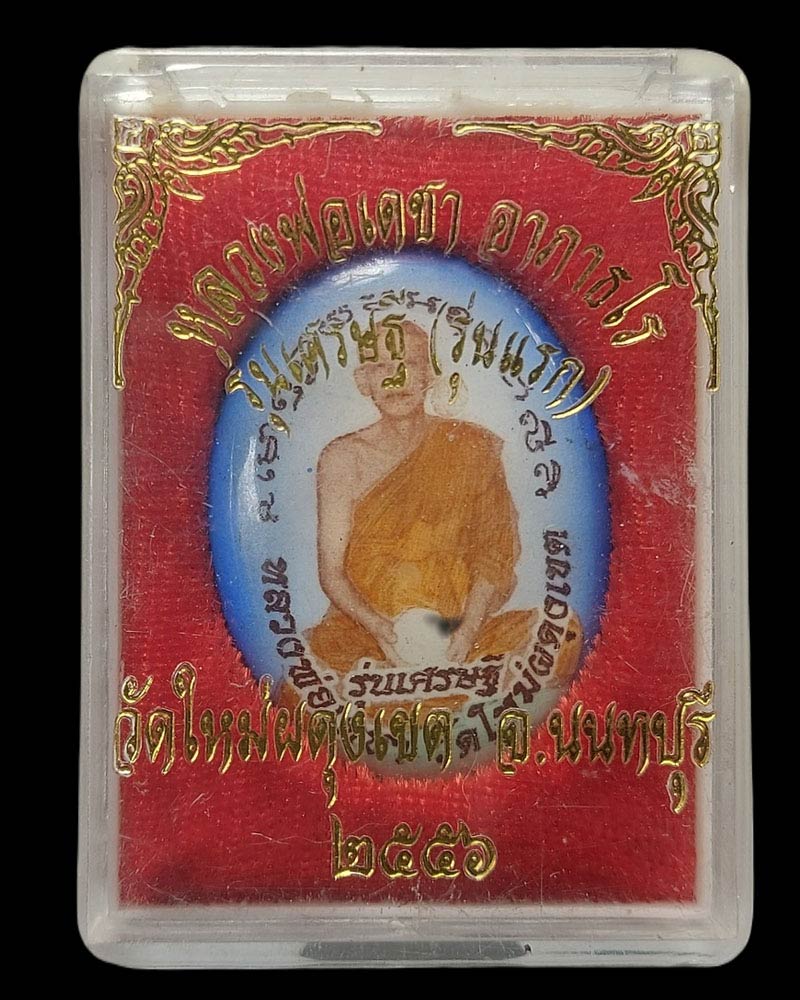 หลวงพ่อเดชา อาภาธโร
รุ่นเศรษฐี (รุ่นแรก)
รุ่นเศรษฐี
วัดใหม่ผดุงเขต จ.นนทบุรี
๒๕๕๖